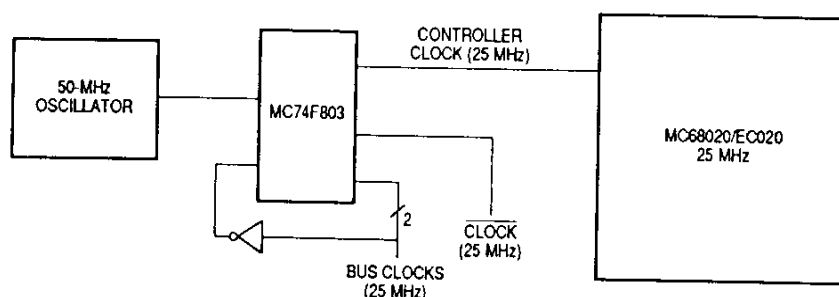 50-MHz
OSCILLATOR
MC74F803
CONTROLLER
CLOCK (25 MHz)
MC68020/EC020
25 MHz
2
CLOCK
(25 MHz)
BUS CLOCKS
(25 MHz)